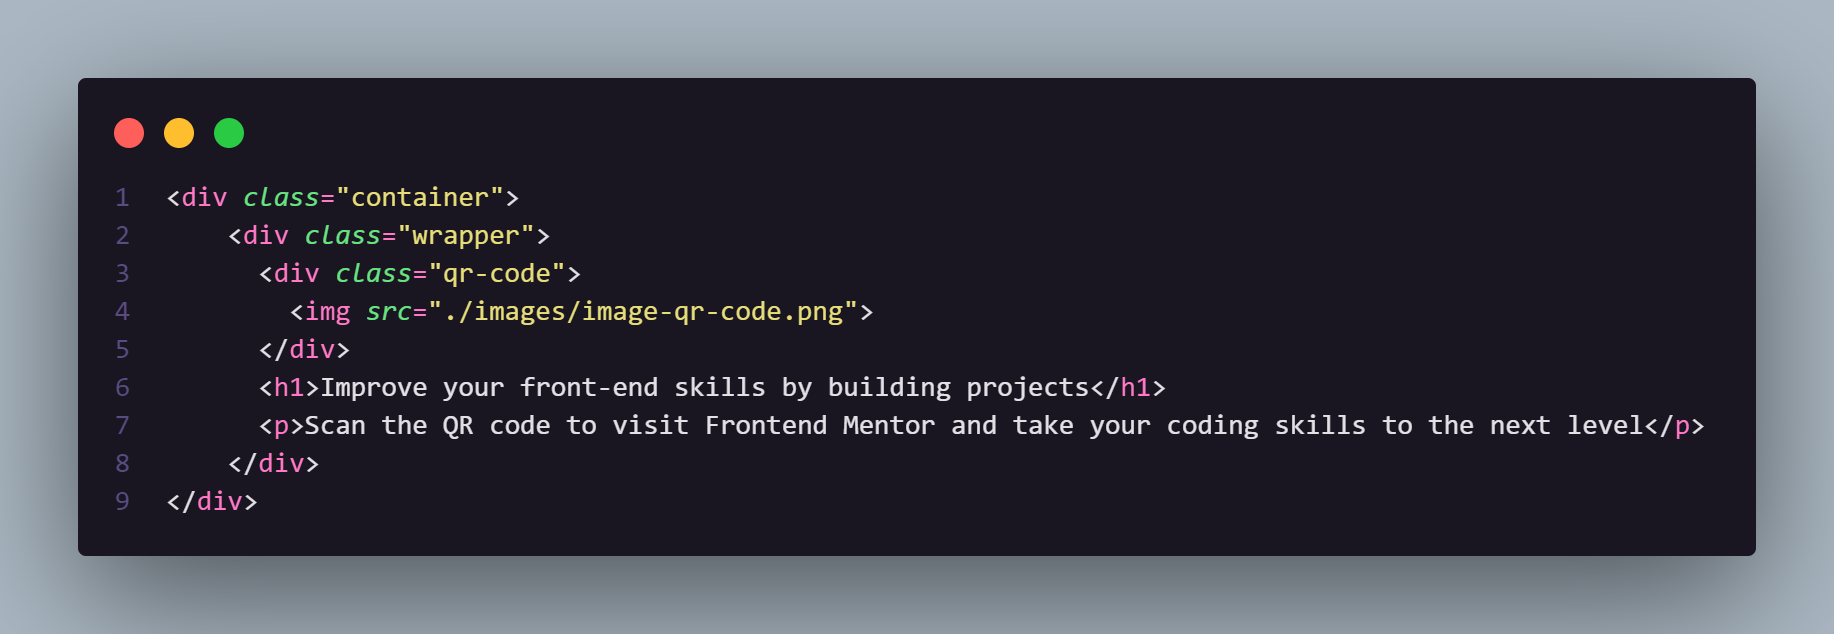 1 <div class="container">
2     <div class="wrapper">
3       <div class="qr-code">
4         <img src="./images/image-qr-code.png">
5       </div>
6       <h1>Improve your front-end skills by building projects</h1>
7       <p>Scan the QR code to visit Frontend Mentor and take your coding skills to the next level</p>
8     </div>
9 </div>